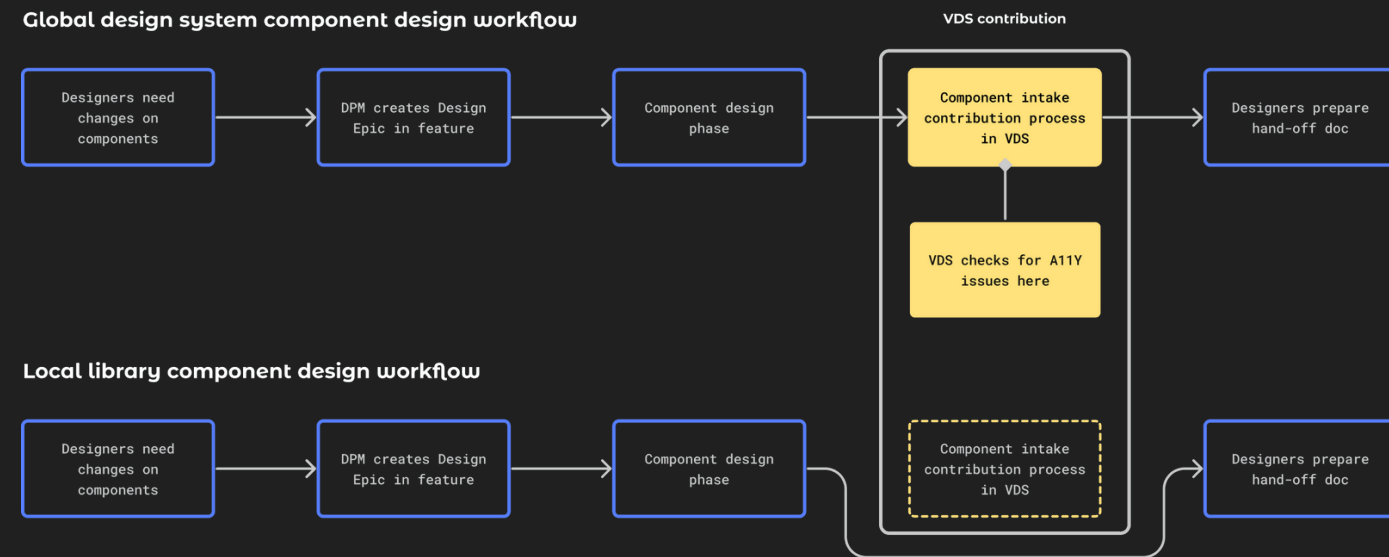 Global design system component design workflow
VDS contribution
Designers need
changes on
components
DPM creates Design
Epic in feature
Component design
phase
Component intake
contribution process
in VDS
Designers prepare
hand-off doc
VDS checks for A11Y
issues here
Local library component design workflow
Designers need
changes on
components
DPM creates Design
Epic in feature
Component design
phase
Component intake
contribution process
in VDS
Designers prepare
hand-off doc